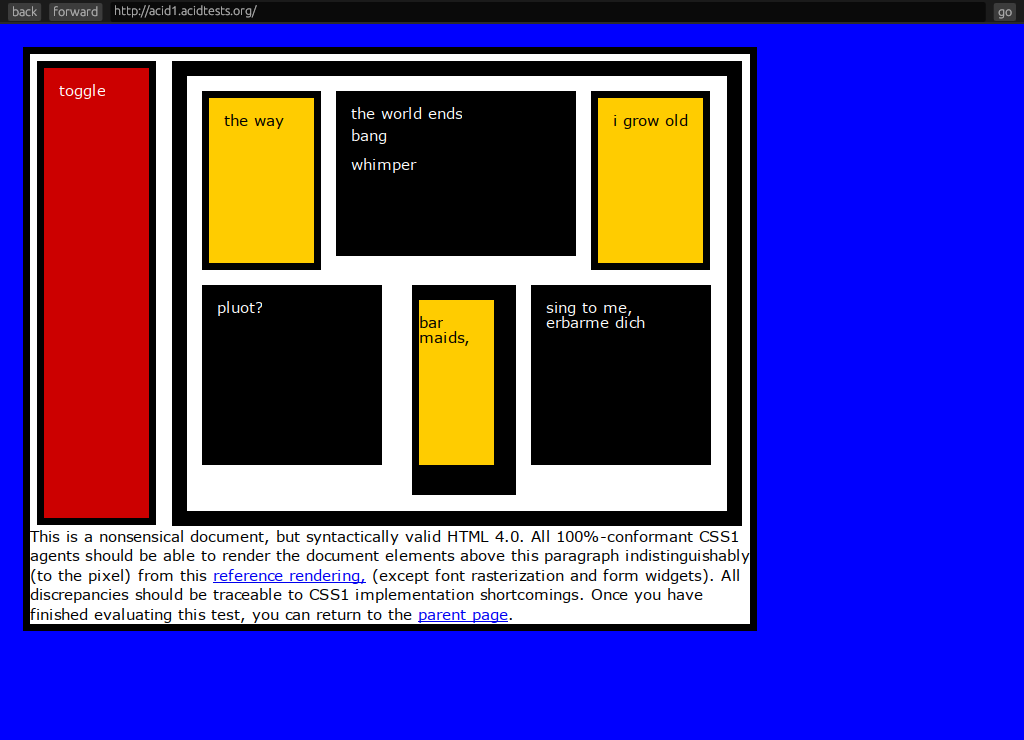 back forward http://acid1.acidtests.org/ go
toggle
the way
the world ends
bang
whimper
i grow old
pluot?
bar
maids,
sing to me,
erbarme dich
This is a nonsensical document, but syntactically valid HTML 4.0. All 100%-conformant CSS1
agents should be able to render the document elements above this paragraph indistinguishably
(to the pixel) from this reference rendering, (except font rasterization and form widgets). All
discrepancies should be traceable to CSS1 implementation shortcomings. Once you have
finished evaluating this test, you can return to the parent page.